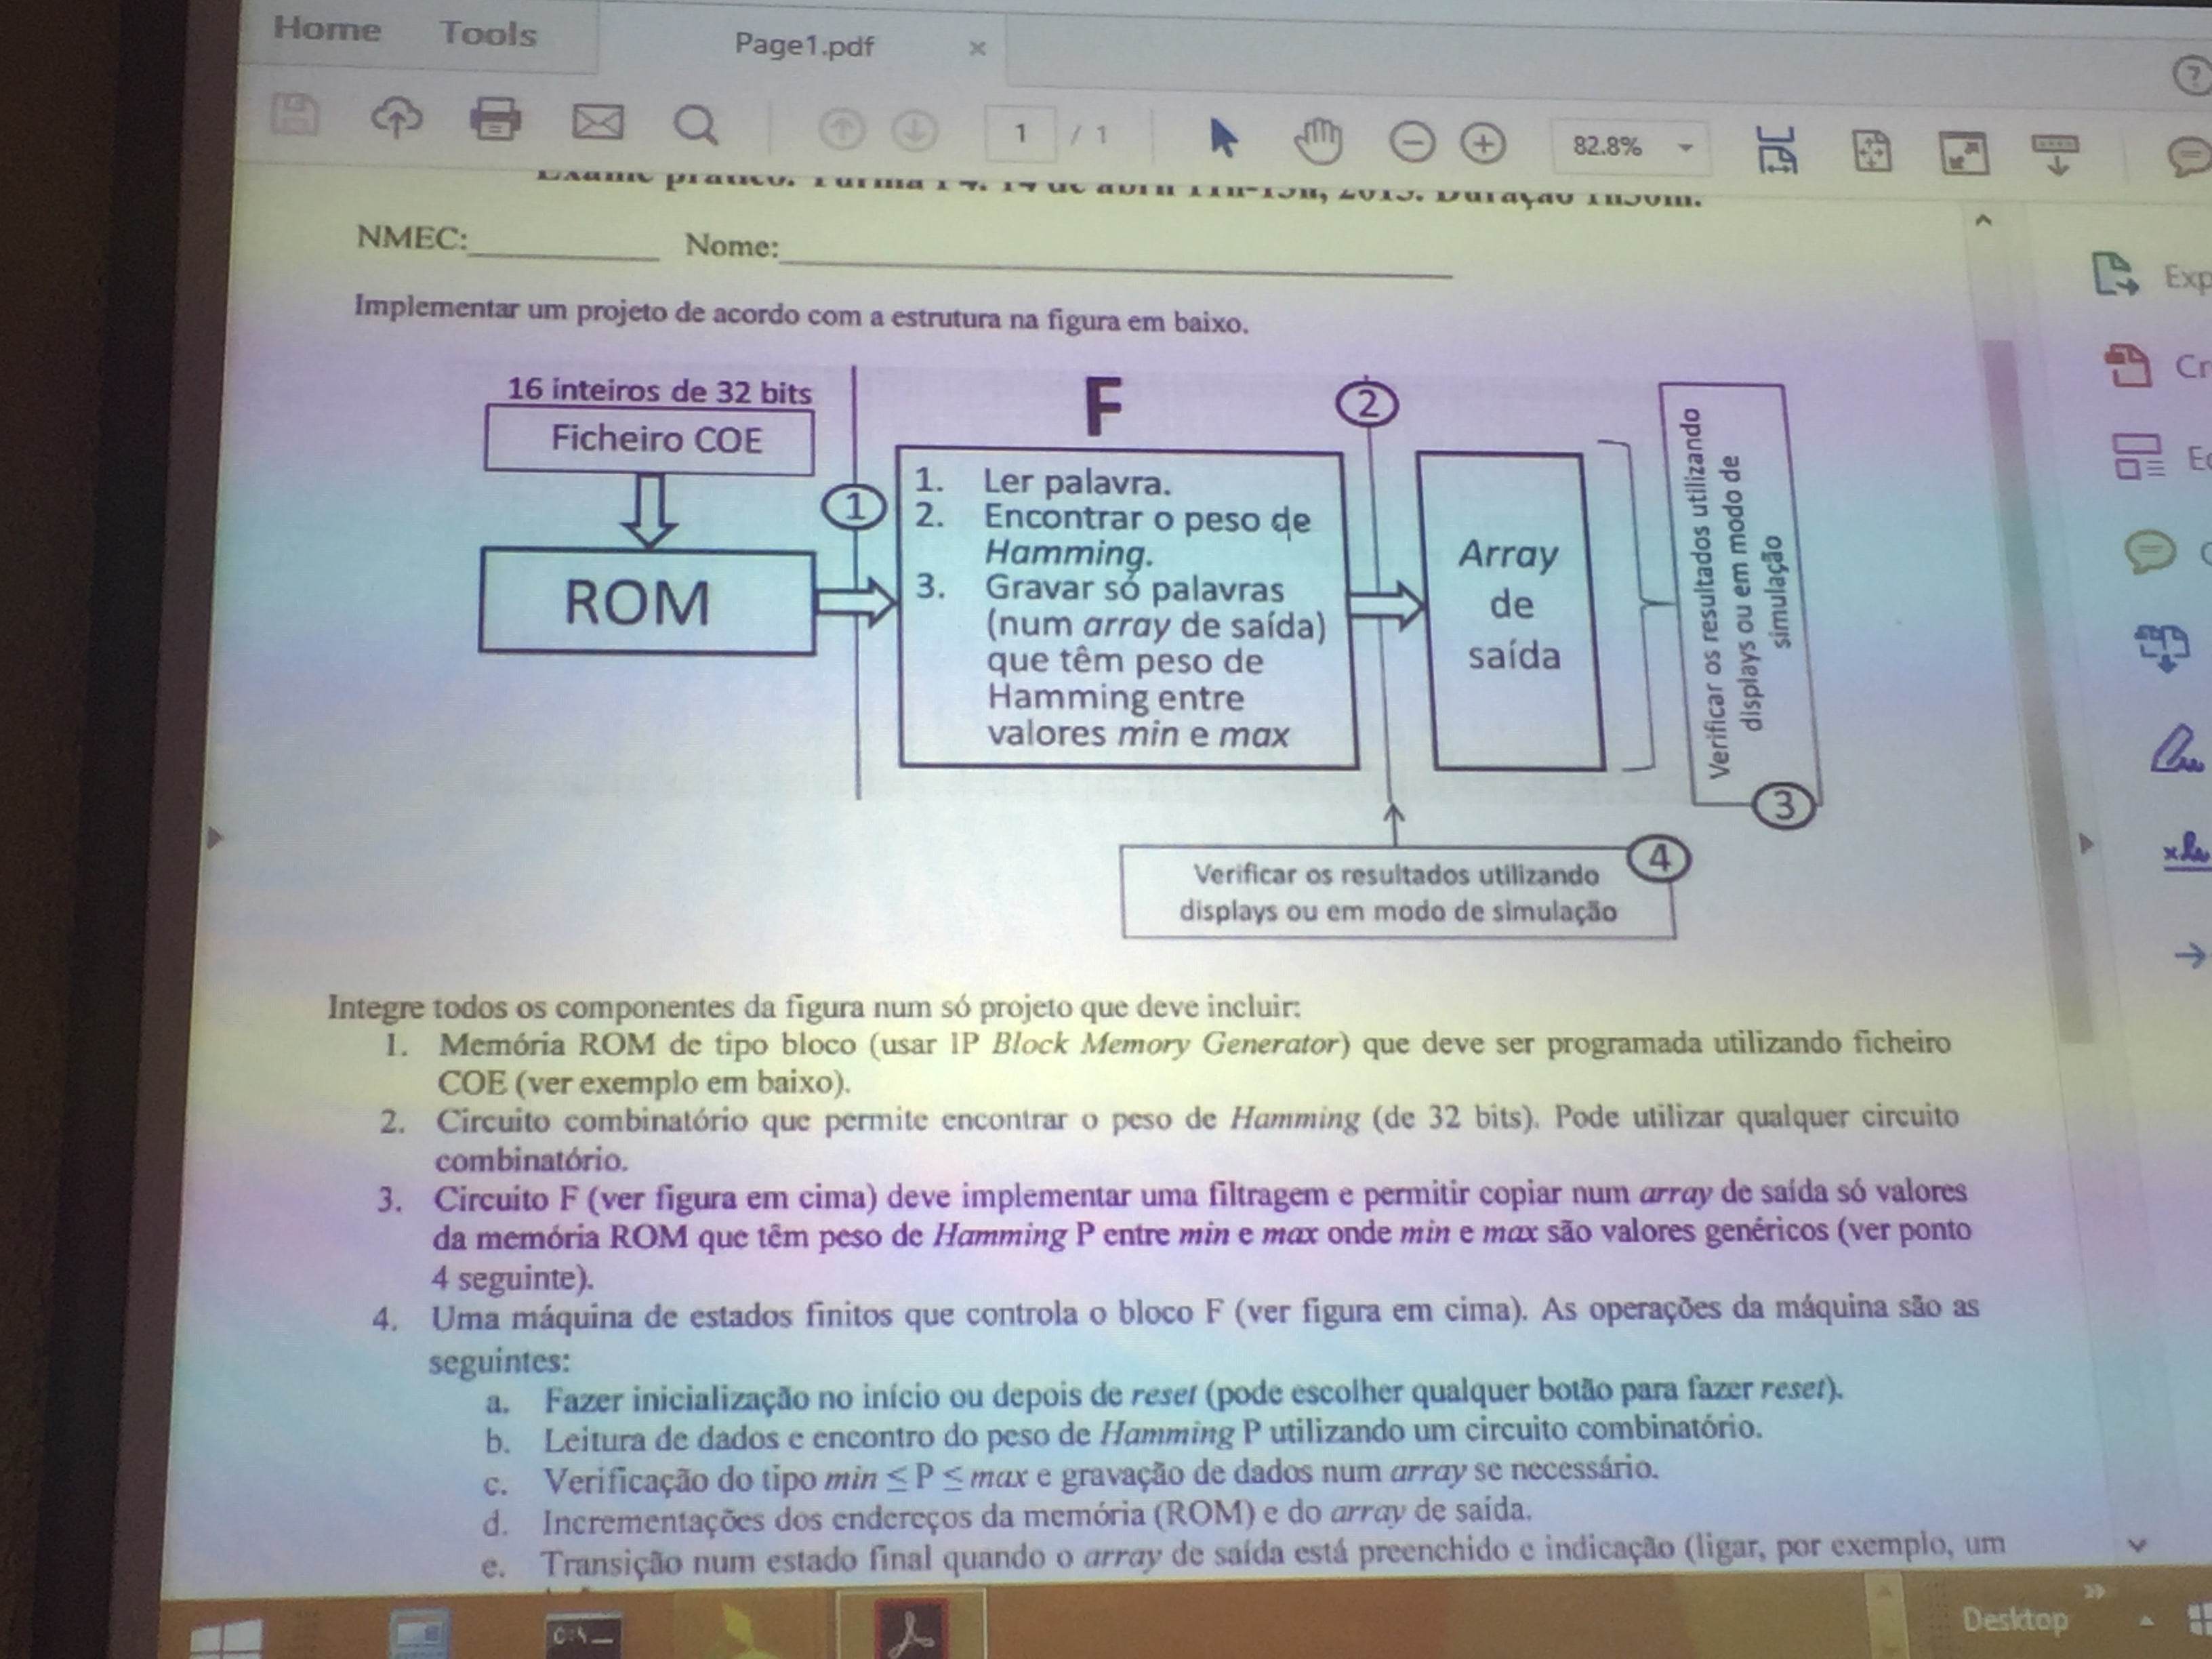 Home Tools Page1.pdf ×
?
1 / 1 82.8%
Exame prático. Turma P4. 14 de abril 11h-13h, Duração 1h30m.
NMEC: Nome:
Implementar um projeto de acordo com a estrutura na figura em baixo.
16 inteiros de 32 bits
Ficheiro COE
ROM
1
F
1. Ler palavra.
2. Encontrar o peso de
Hamming.
3. Gravar só palavras
(num array de saída)
que têm peso de
Hamming entre
valores min e max
2
Array
de
saída
Verificar os resultados utilizando
displays ou em modo de
simulação
3
4
Verificar os resultados utilizando
displays ou em modo de simulação
Integre todos os componentes da figura num só projeto que deve incluir:
1. Memória ROM de tipo bloco (usar IP Block Memory Generator) que deve ser programada utilizando ficheiro
COE (ver exemplo em baixo).
2. Circuito combinatório que permite encontrar o peso de Hamming (de 32 bits). Pode utilizar qualquer circuito
combinatório.
3. Circuito F (ver figura em cima) deve implementar uma filtragem e permitir copiar num array de saída só valores
da memória ROM que têm peso de Hamming P entre min e max onde min e max são valores genéricos (ver ponto
4 seguinte).
4. Uma máquina de estados finitos que controla o bloco F (ver figura em cima). As operações da máquina são as
seguintes:
a. Fazer inicialização no início ou depois de reset (pode escolher qualquer botão para fazer reset).
b. Leitura de dados e encontro do peso de Hamming P utilizando um circuito combinatório.
c. Verificação do tipo min ≤ P ≤ max e gravação de dados num array se necessário.
d. Incrementações dos endereços da memória (ROM) e do array de saída.
e. Transição num estado final quando o array de saída está preenchido e indicação (ligar, por exemplo, um
Exp
Cr
C:\_
Desktop